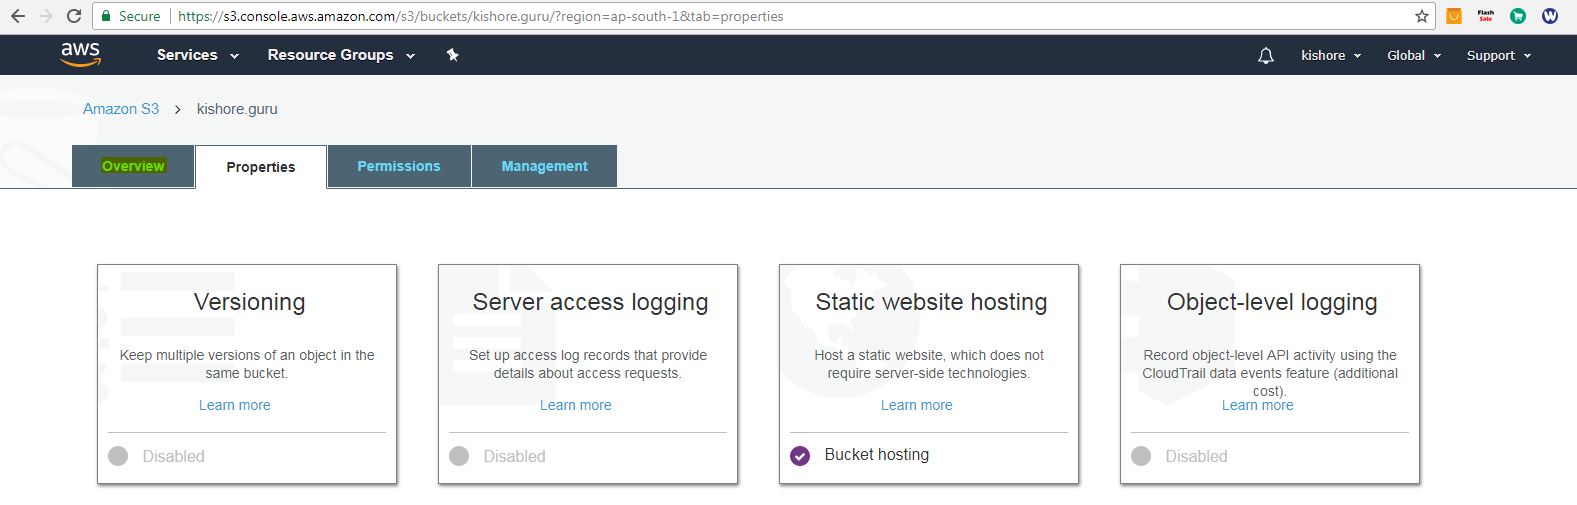 Secure https://s3.console.aws.amazon.com/s3/buckets/kishore.guru/?region=ap-south-1&tab=properties
Flash
Sale
W
aws Services Resource Groups kishore Global Support
Amazon S3 > kishore.guru
Overview Properties Permissions Management
Versioning
Keep multiple versions of an object in the
same bucket.
Learn more
Disabled
Server access logging
Set up access log records that provide
details about access requests.
Learn more
Disabled
Static website hosting
Host a static website, which does not
require server-side technologies.
Learn more
Bucket hosting
Object-level logging
Record object-level API activity using the
CloudTrail data events feature (additional
cost).
Learn more
Disabled